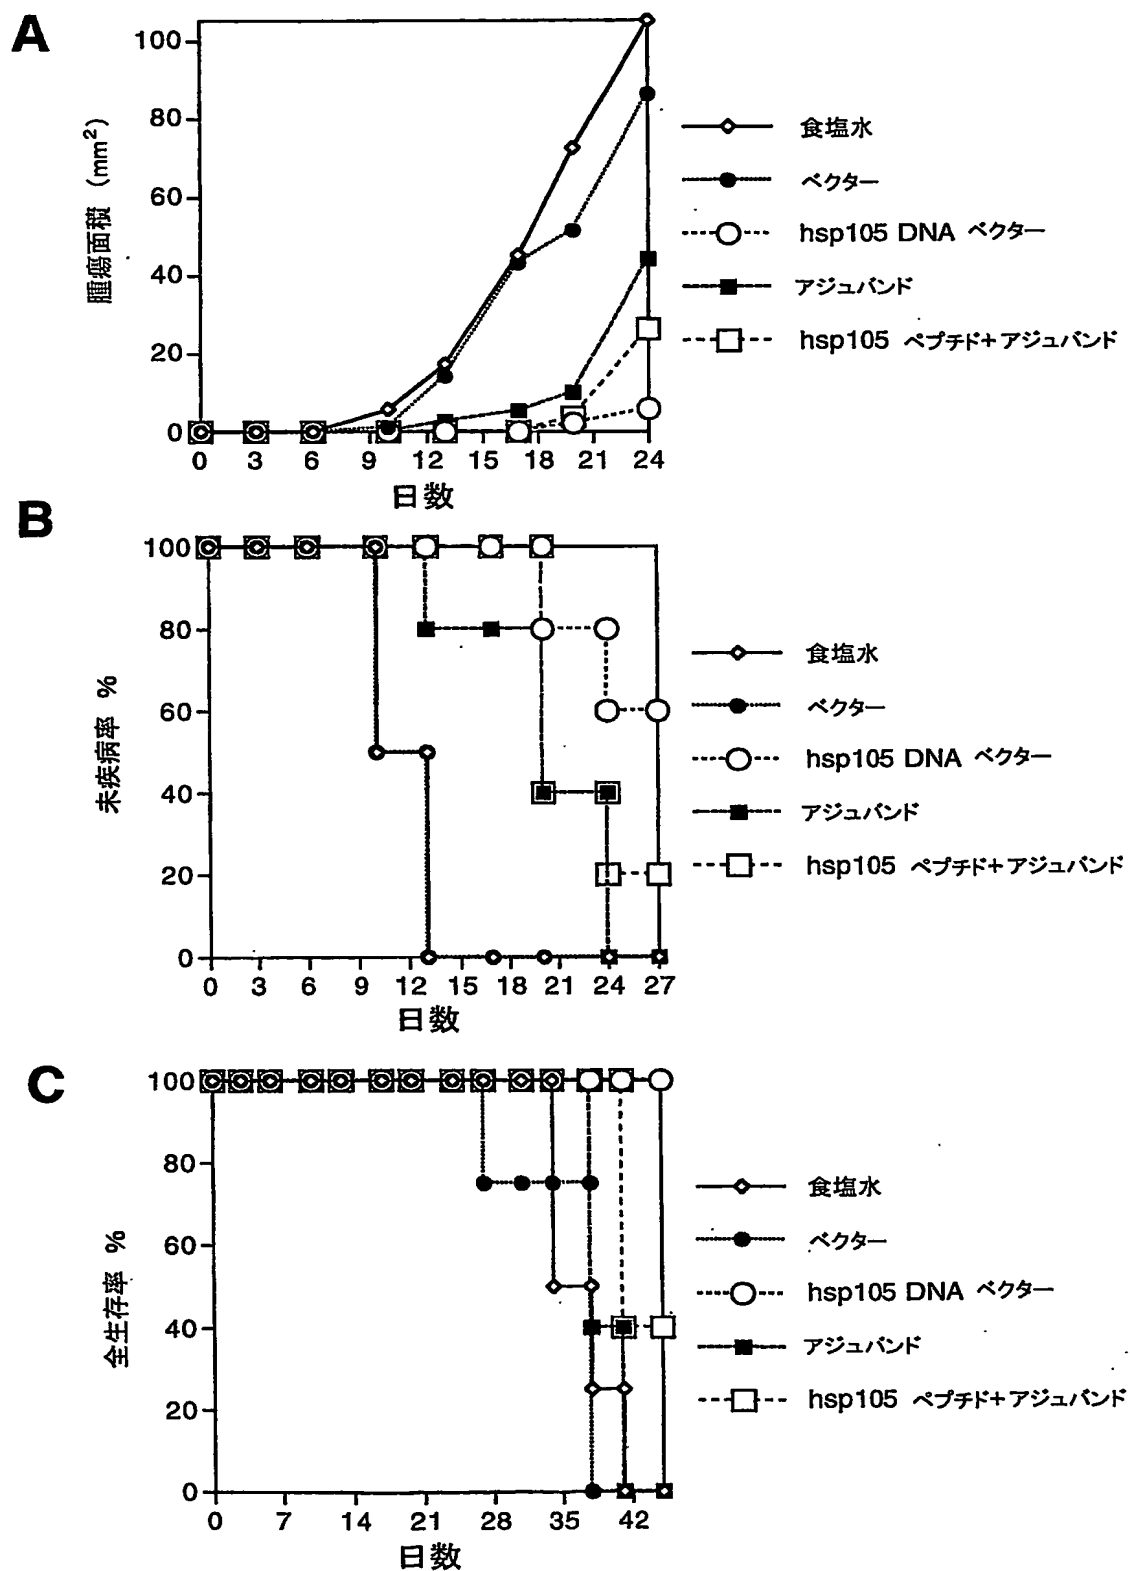 A
100
80
60
40
20
0
腫瘍面積 (mm²)
0 3 6 9 12 15 18 21 24
日数
食塩水
ベクター
hsp105 DNA ベクター
アジュバンド
hsp105 ペプチド+アジュバンド
B
100
80
60
40
20
0
未疾病率 %
0 3 6 9 12 15 18 21 24 27
日数
食塩水
ベクター
hsp105 DNA ベクター
アジュバンド
hsp105 ペプチド+アジュバンド
C
100
80
60
40
20
0
全生存率 %
0 7 14 21 28 35 42
日数
食塩水
ベクター
hsp105 DNA ベクター
アジュバンド
hsp105 ペプチド+アジュバンド